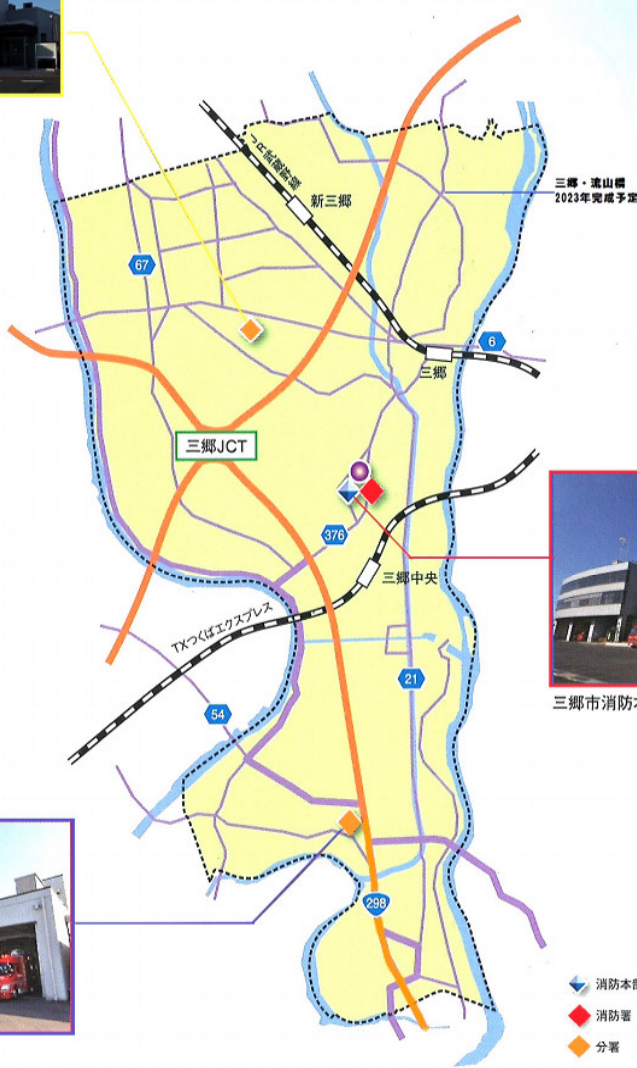 JR武蔵野線
新三郷
三郷・流山橋
2023年完成予定
67
6
三郷
三郷JCT
376
三郷中央
TXつくばエクスプレス
21
54
三郷市消防本
298
消防本部
消防署
分署